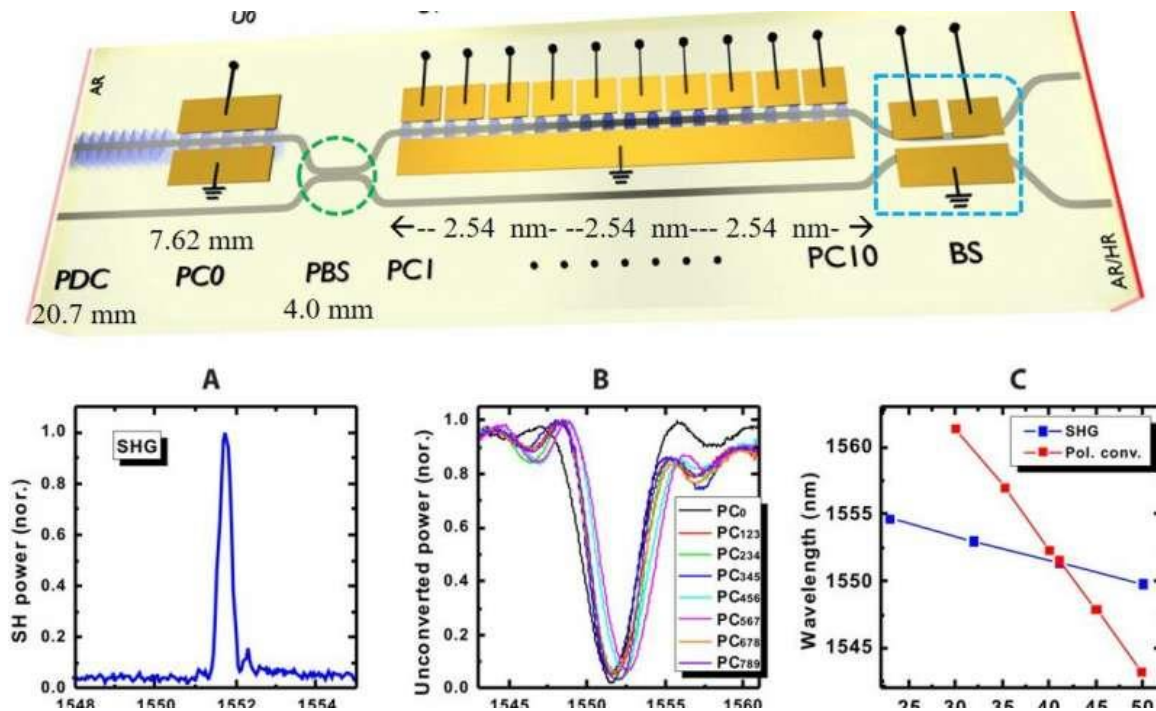 U0
AR
7.62 mm
←-- 2.54 nm- --2.54 nm--- 2.54 nm- →
PDC
PC0
PBS
PC1
• • • • • • •
PC10
BS
AR/HR
20.7 mm
4.0 mm
A
B
C
SH power (nor.)
1.0
0.8
0.6
0.4
0.2
0.0
SHG
1548
1550
1552
1554
Unconverted power (nor.)
1.0
0.8
0.6
0.4
0.2
0.0
PC0
PC123
PC234
PC345
PC456
PC567
PC678
PC789
1545
1550
1555
1560
Wavelength (nm)
1560
1555
1550
1545
SHG
Pol. conv.
25
30
35
40
45
50